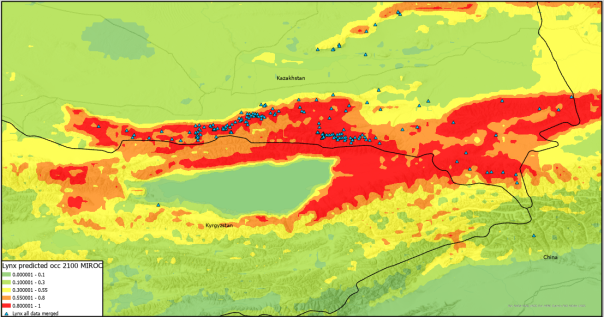 Kazakhstan
Kyrgyzstan
China
Lynx predicted occ 2100 MIROC
0.000001 - 0.1
0.100001 - 0.3
0.300001 - 0.55
0.550001 - 0.8
0.800001 - 1
Lynx all data merged